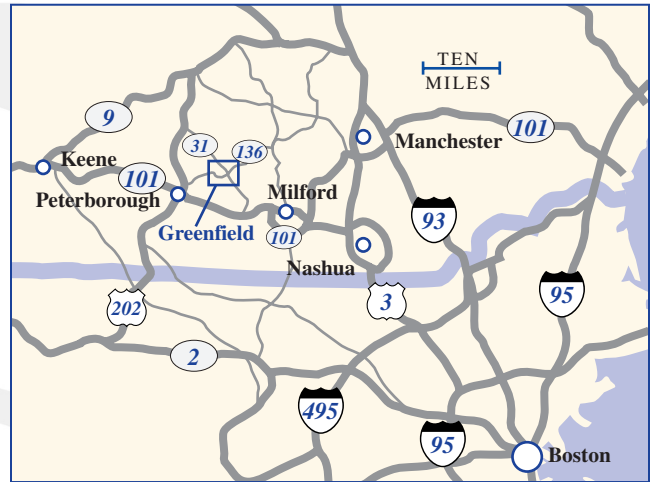 TEN
MILES
9
31
136
Manchester
101
Keene
101
Peterborough
Milford
Greenfield
101
93
Nashua
202
3
95
2
495
95
Boston